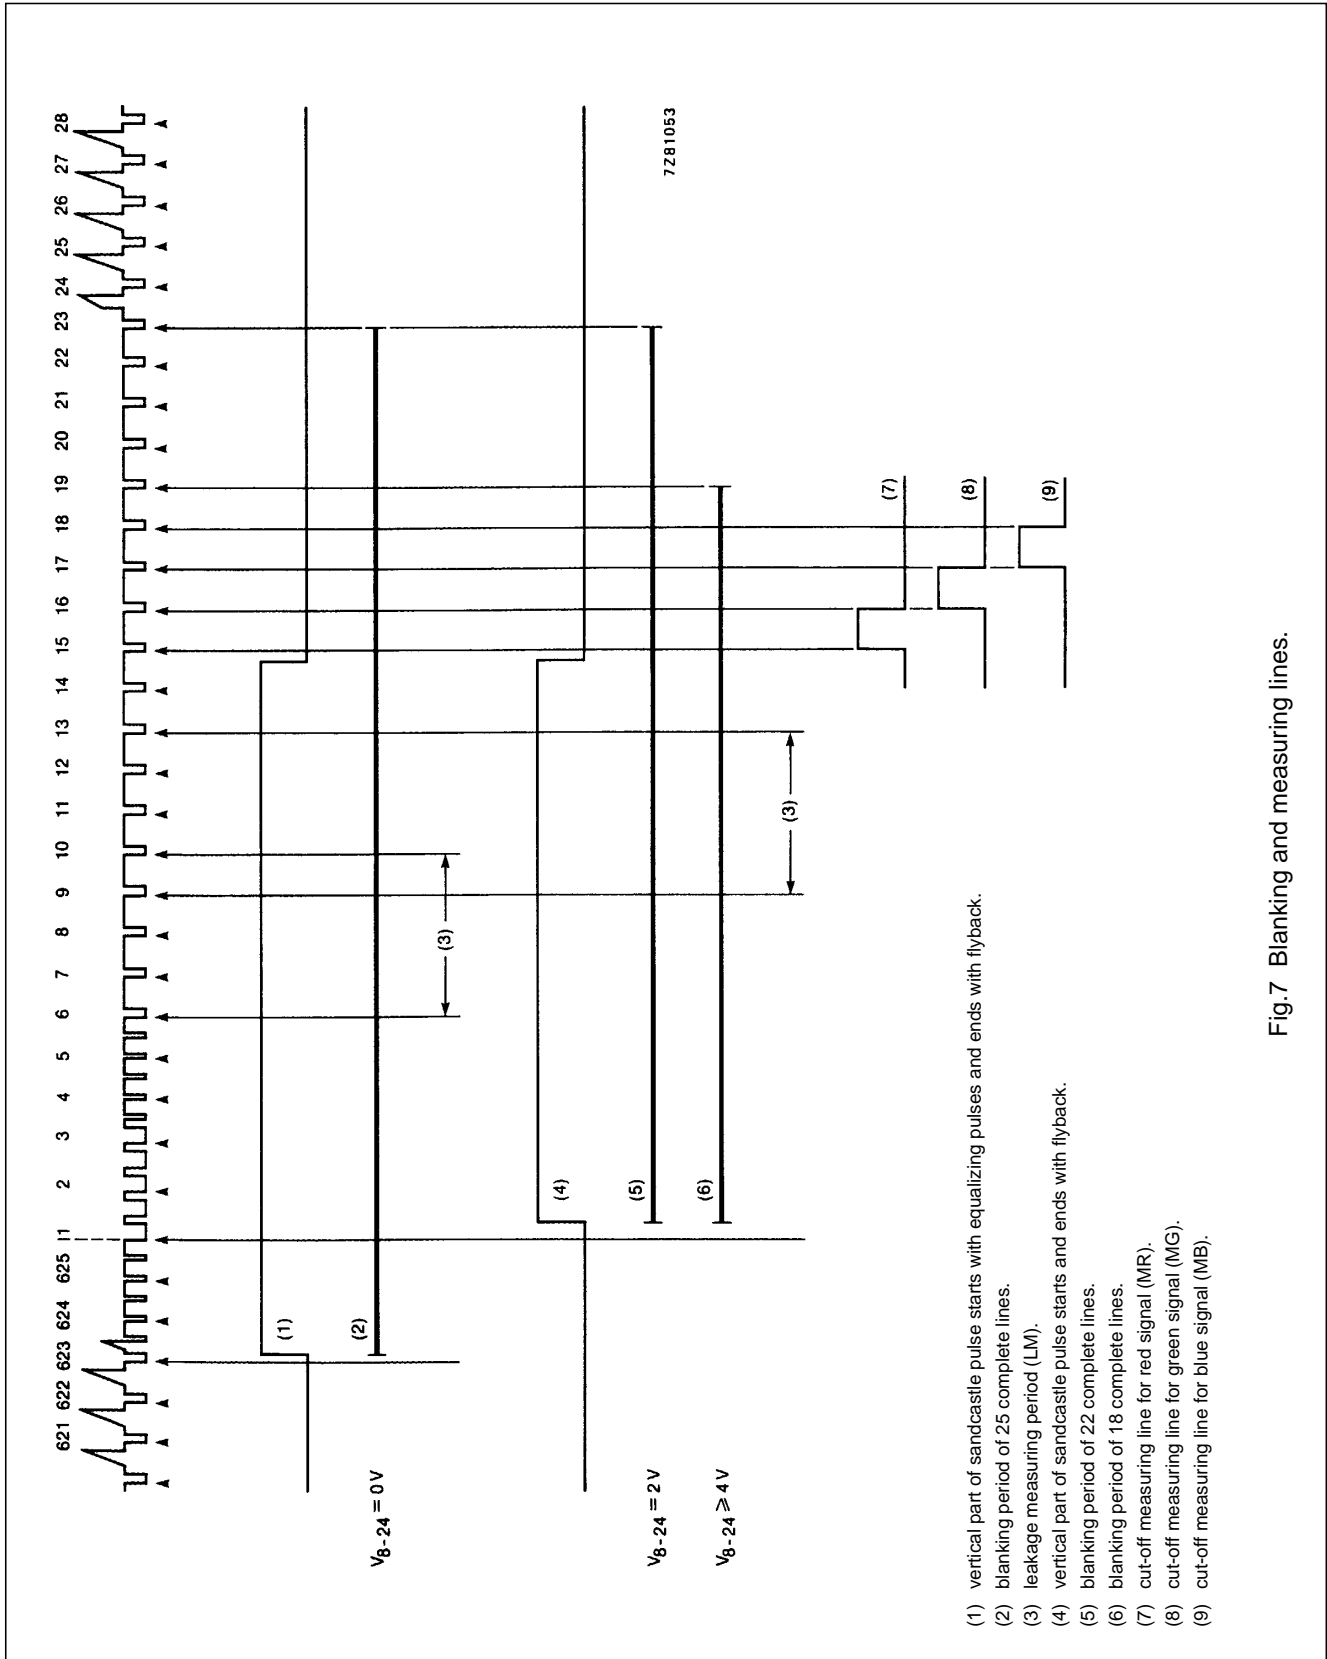 621 622 623 624 625 1 2 3 4 5 6 7 8 9 10 11 12 13 14 15 16 17 18 19 20 21 22 23 24 25 26 27 28
(1)
V8-24 = 0 V
(2)
(3)
(4)
V8-24 = 2 V
(5)
V8-24 ⩾ 4 V
(6)
(3)
7Z81053
(7)
(8)
(9)
(1) vertical part of sandcastle pulse starts with equalizing pulses and ends with flyback.
(2) blanking period of 25 complete lines.
(3) leakage measuring period (LM).
(4) vertical part of sandcastle pulse starts and ends with flyback.
(5) blanking period of 22 complete lines.
(6) blanking period of 18 complete lines.
(7) cut-off measuring line for red signal (MR).
(8) cut-off measuring line for green signal (MG).
(9) cut-off measuring line for blue signal (MB).
Fig.7 Blanking and measuring lines.